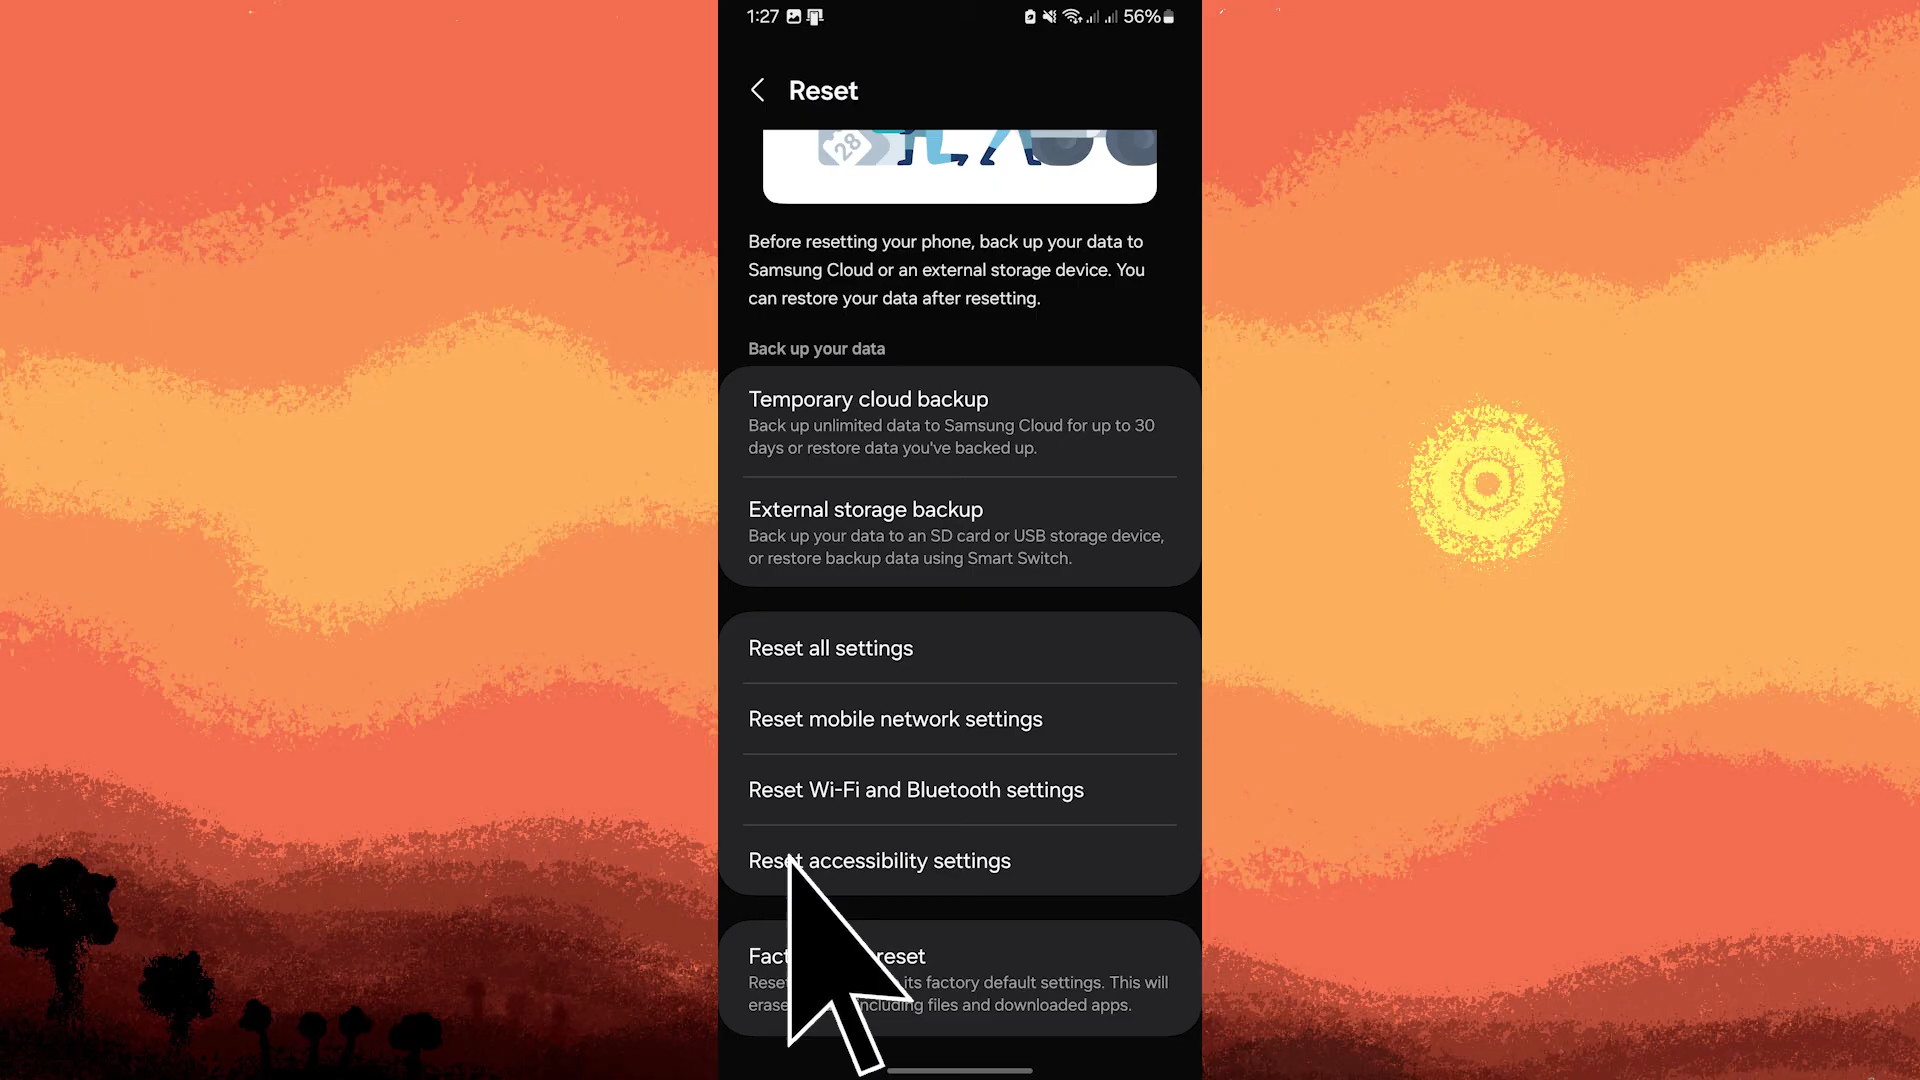 1:27
56%
Reset
28
Before resetting your phone, back up your data to
Samsung Cloud or an external storage device. You
can restore your data after resetting.
Back up your data
Temporary cloud backup
Back up unlimited data to Samsung Cloud for up to 30
days or restore data you've backed up.
External storage backup
Back up your data to an SD card or USB storage device,
or restore backup data using Smart Switch.
Reset all settings
Reset mobile network settings
Reset Wi-Fi and Bluetooth settings
Reset accessibility settings
reset
its factory default settings. This will
including files and downloaded apps.